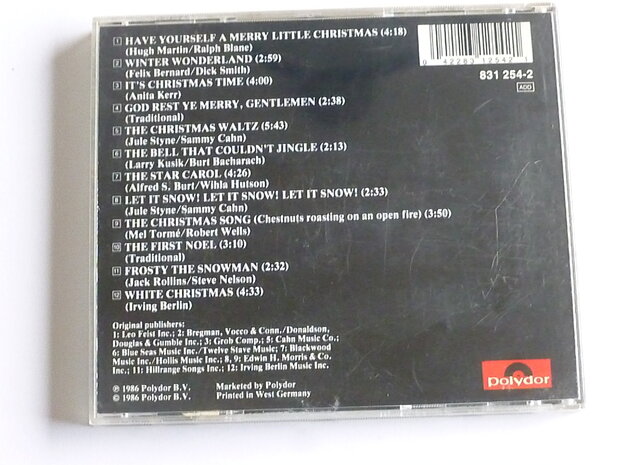 1 HAVE YOURSELF A MERRY LITTLE CHRISTMAS (4:18)
(Hugh Martin/Ralph Blane)
2 WINTER WONDERLAND (2:59)
(Felix Bernard/Dick Smith)
3 IT'S CHRISTMAS TIME (4:00)
(Anita Kerr)
4 GOD REST YE MERRY, GENTLEMEN (2:38)
(Traditional)
5 THE CHRISTMAS WALTZ (5:43)
(Jule Styne/Sammy Cahn)
6 THE BELL THAT COULDN'T JINGLE (2:13)
(Larry Kusik/Burt Bacharach)
7 THE STAR CAROL (4:26)
(Alfred S. Burt/Wihla Hutson)
8 LET IT SNOW! LET IT SNOW! LET IT SNOW! (2:33)
(Jule Styne/Sammy Cahn)
9 THE CHRISTMAS SONG (Chestnuts roasting on an open fire) (3:50)
(Mel Tormé/Robert Wells)
10 THE FIRST NOEL (3:10)
(Traditional)
11 FROSTY THE SNOWMAN (2:32)
(Jack Rollins/Steve Nelson)
12 WHITE CHRISTMAS (4:33)
(Irving Berlin)
Original publishers:
1: Leo Feist Inc.; 2: Bregman, Vocco & Conn./Donaldson,
Douglas & Gumble Inc.; 3: Grob Comp.; 5: Cahn Music Co.;
6: Blue Seas Music Inc./Twelve Stave Music; 7: Blackwood
Music Inc./Hollis Music Inc.; 8, 9: Edwin H. Morris & Co.
Inc.; 11: Hillrange Songs Inc.; 12: Irving Berlin Music Inc.
℗ 1986 Polydor B.V. Marketed by Polydor
© 1986 Polydor B.V. Printed in West Germany
0 42283 12542
831 254-2
ADD
polydor